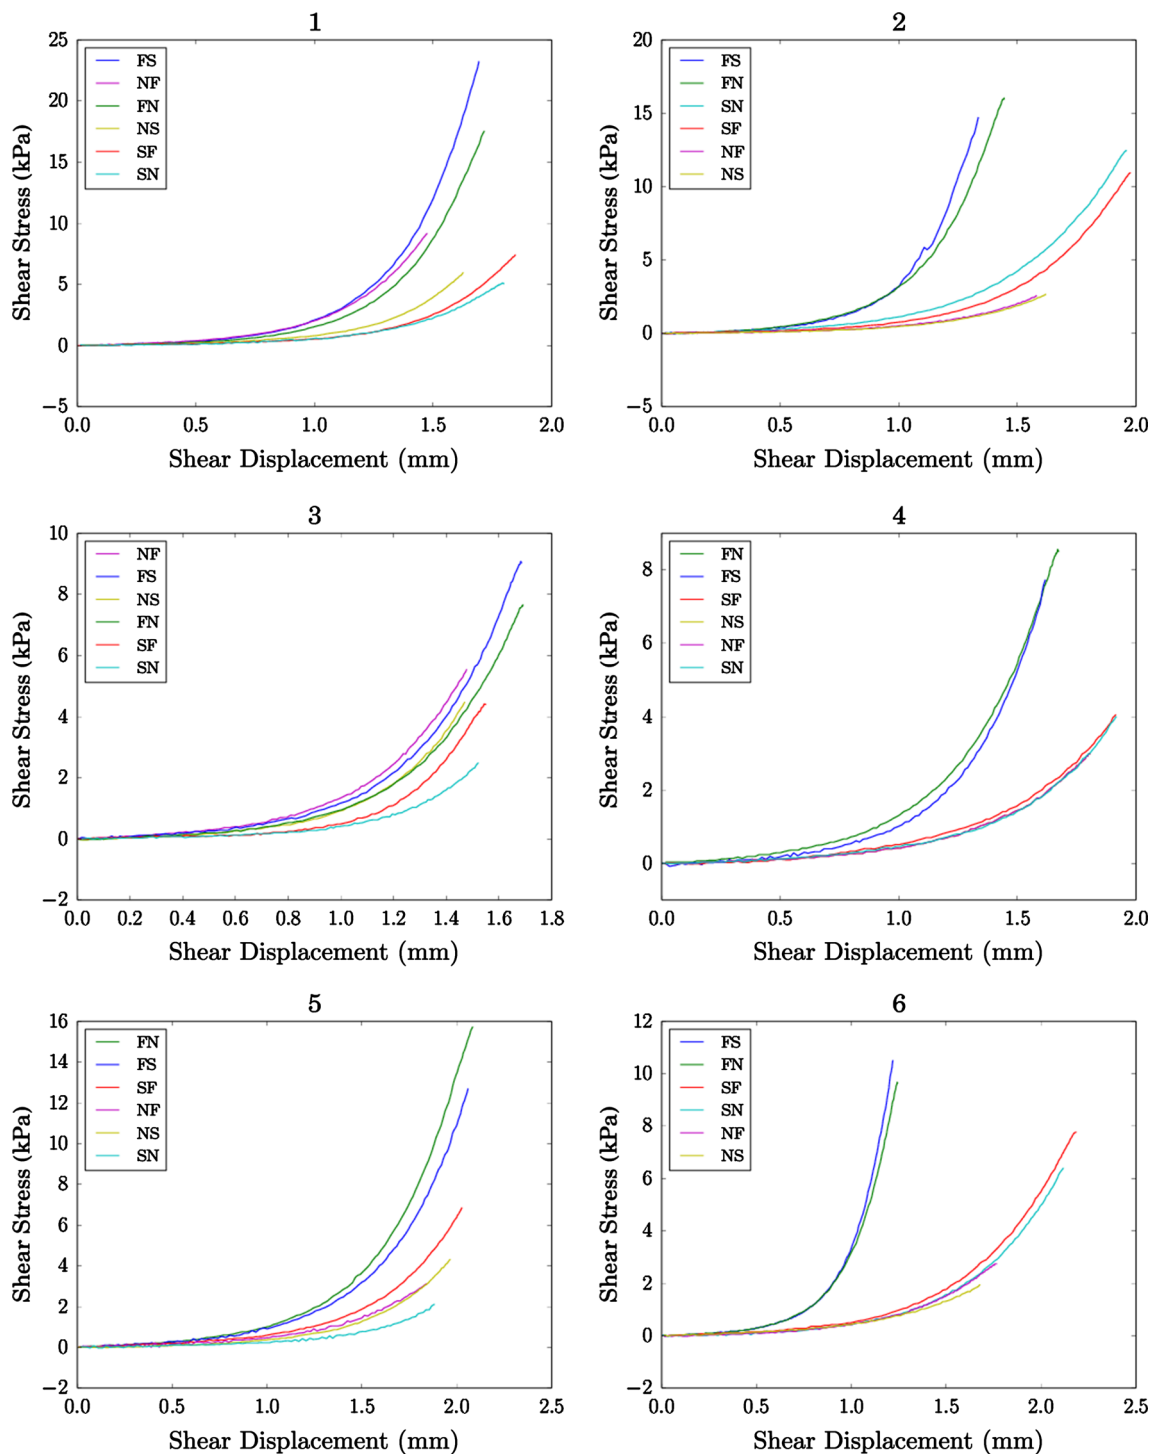 1
25
20
15
10
5
0
−5
Shear Stress (kPa)
FS
NF
FN
NS
SF
SN
0.0 0.5 1.0 1.5 2.0
Shear Displacement (mm)
2
20
15
10
5
0
−5
Shear Stress (kPa)
FS
FN
SN
SF
NF
NS
0.0 0.5 1.0 1.5 2.0
Shear Displacement (mm)
3
10
8
6
4
2
0
−2
Shear Stress (kPa)
NF
FS
NS
FN
SF
SN
0.0 0.2 0.4 0.6 0.8 1.0 1.2 1.4 1.6 1.8
Shear Displacement (mm)
4
8
6
4
2
0
Shear Stress (kPa)
FN
FS
SF
NS
NF
SN
0.0 0.5 1.0 1.5 2.0
Shear Displacement (mm)
5
16
14
12
10
8
6
4
2
0
−2
Shear Stress (kPa)
FN
FS
SF
NF
NS
SN
0.0 0.5 1.0 1.5 2.0 2.5
Shear Displacement (mm)
6
12
10
8
6
4
2
0
−2
Shear Stress (kPa)
FS
FN
SF
SN
NF
NS
0.0 0.5 1.0 1.5 2.0 2.5
Shear Displacement (mm)